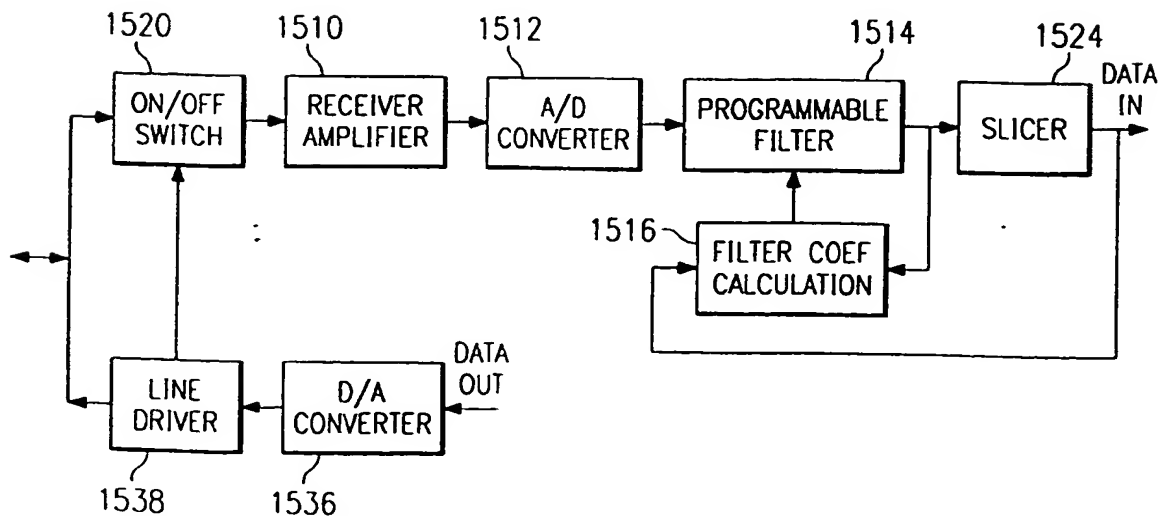 1520
1510
1512
1514
1524
ON/OFF
SWITCH
RECEIVER
AMPLIFIER
A/D
CONVERTER
PROGRAMMABLE
FILTER
SLICER
DATA
IN
1516
FILTER COEF
CALCULATION
LINE
DRIVER
D/A
CONVERTER
DATA
OUT
1538
1536